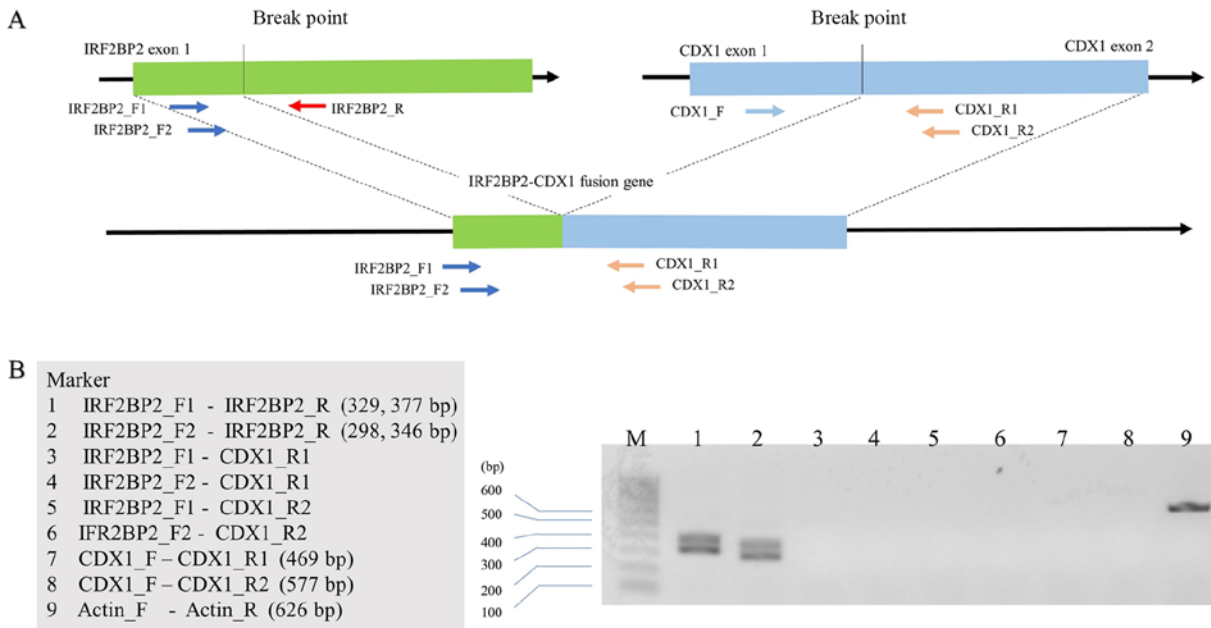 A
Break point
Break point
IRF2BP2 exon 1
CDX1 exon 1
CDX1 exon 2
IRF2BP2_F1
IRF2BP2_R
CDX1_F
CDX1_R1
IRF2BP2_F2
CDX1_R2
IRF2BP2-CDX1 fusion gene
IRF2BP2_F1
CDX1_R1
IRF2BP2_F2
CDX1_R2
B
Marker
1 IRF2BP2_F1 - IRF2BP2_R (329, 377 bp)
2 IRF2BP2_F2 - IRF2BP2_R (298, 346 bp)
3 IRF2BP2_F1 - CDX1_R1
4 IRF2BP2_F2 - CDX1_R1
5 IRF2BP2_F1 - CDX1_R2
6 IFR2BP2_F2 - CDX1_R2
7 CDX1_F – CDX1_R1 (469 bp)
8 CDX1_F – CDX1_R2 (577 bp)
9 Actin_F - Actin_R (626 bp)
M 1 2 3 4 5 6 7 8 9
(bp)
600
500
400
300
200
100